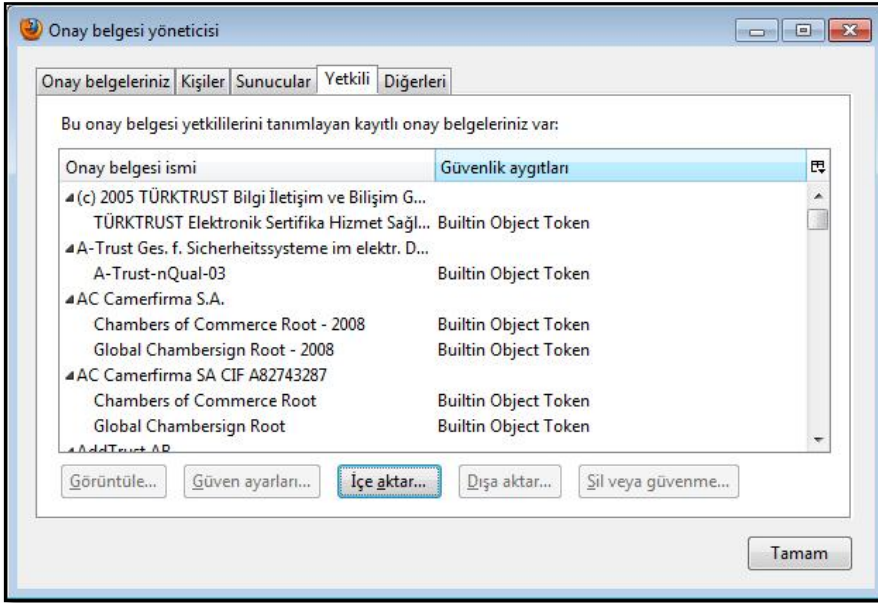 Onay belgesi yöneticisi
Onay belgeleriniz Kişiler Sunucular Yetkili Diğerleri
Bu onay belgesi yetkililerini tanımlayan kayıtlı onay belgeleriniz var:
Onay belgesi ismi Güvenlik aygıtları
(c) 2005 TÜRKTRUST Bilgi İletişim ve Bilişim G...
TÜRKTRUST Elektronik Sertifika Hizmet Sağl... Builtin Object Token
A-Trust Ges. f. Sicherheitssysteme im elektr. D...
A-Trust-nQual-03 Builtin Object Token
AC Camerfirma S.A.
Chambers of Commerce Root - 2008 Builtin Object Token
Global Chambersign Root - 2008 Builtin Object Token
AC Camerfirma SA CIF A82743287
Chambers of Commerce Root Builtin Object Token
Global Chambersign Root Builtin Object Token
AddTrust AB
Görüntüle... Güven ayarları... İçe aktar... Dışa aktar... Sil veya güvenme...
Tamam